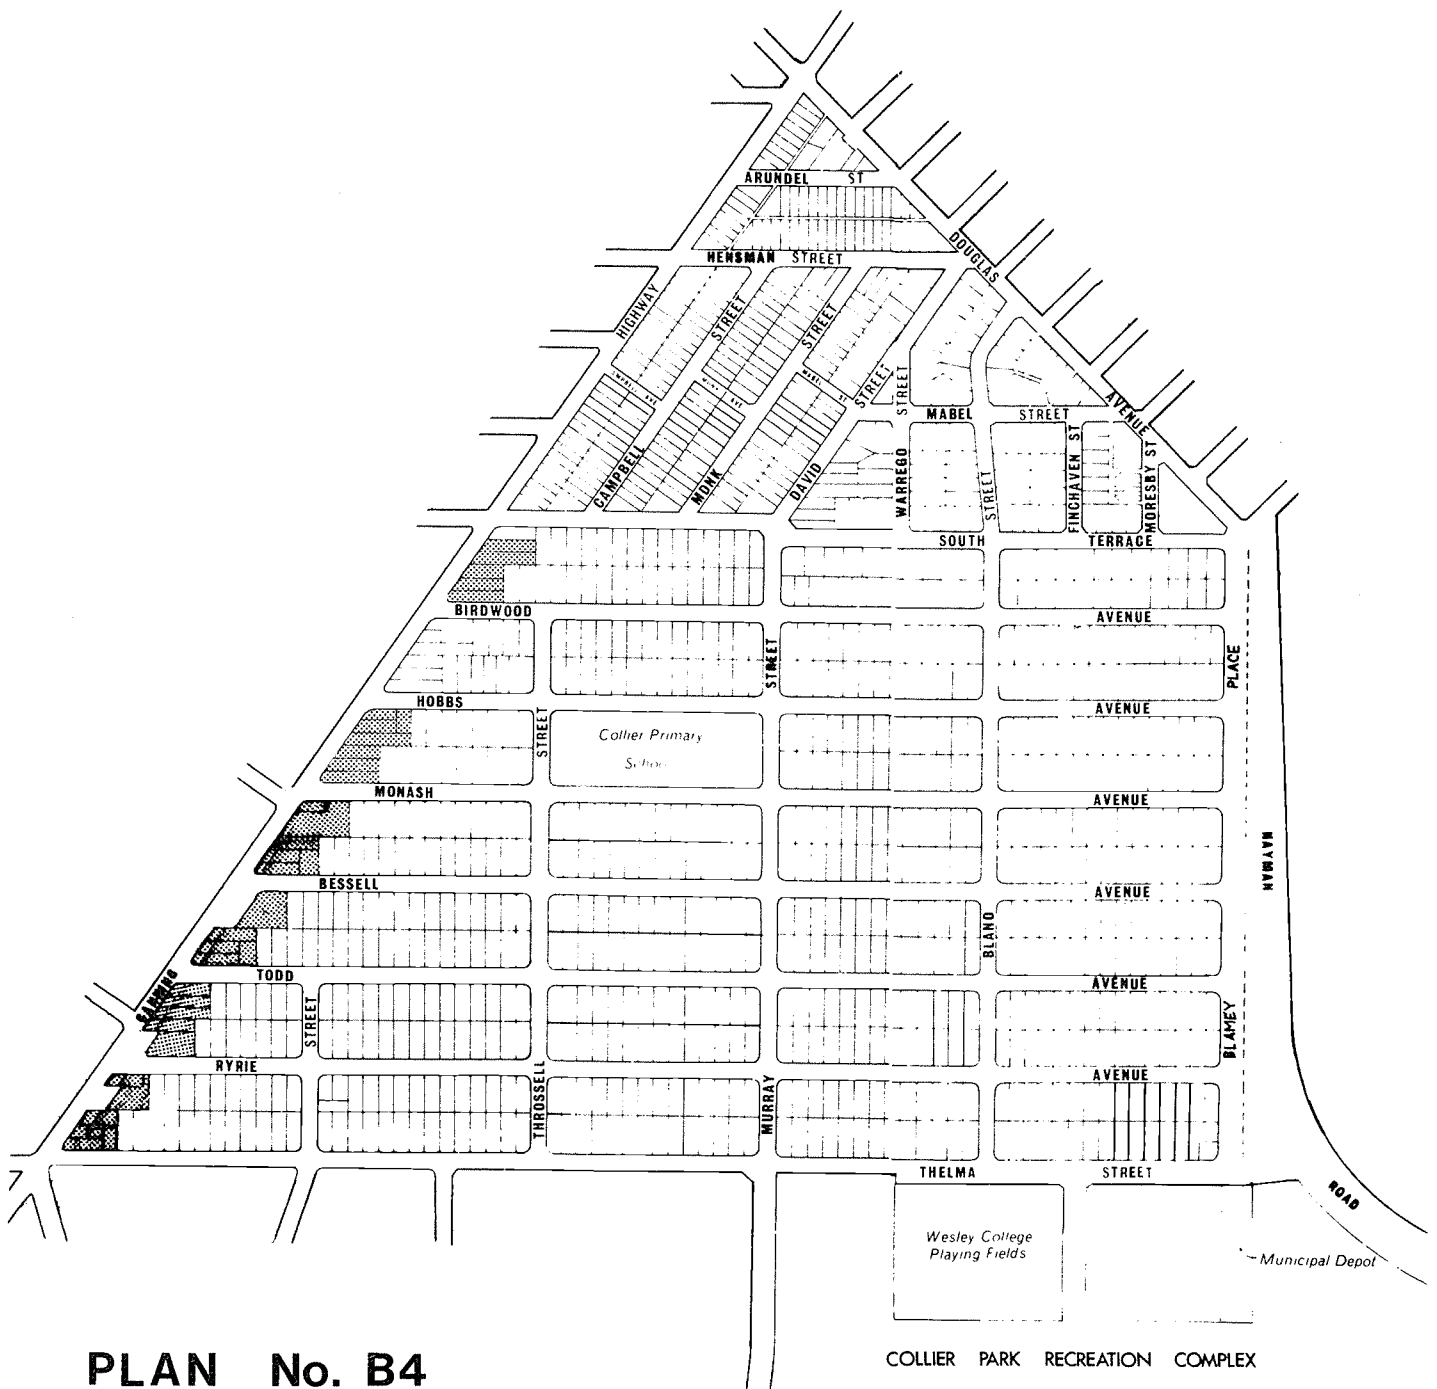 ARUNDEL ST
DOUGLAS
HENSMAN STREET
HIGHWAY
STREET
STREET
MABEL
ST
STREET
STREET
MABEL STREET
AVENUE
CAMPBELL
MONK
DAVID
WARREGO
STREET
FINCHAVEN ST
MORESBY ST
SOUTH TERRACE
BIRDWOOD AVENUE
STREET
PLACE
HOBBS AVENUE
STREET
Collier Primary
School
MONASH AVENUE
HAYMAN
BESSELL AVENUE
BLAND
CANNING
TODD AVENUE
STREET
BLAMEY
RYRIE AVENUE
THROSSELL
MURRAY
THELMA STREET
ROAD
Wesley College
Playing Fields
Municipal Depot
PLAN No. B4
COLLIER PARK RECREATION COMPLEX